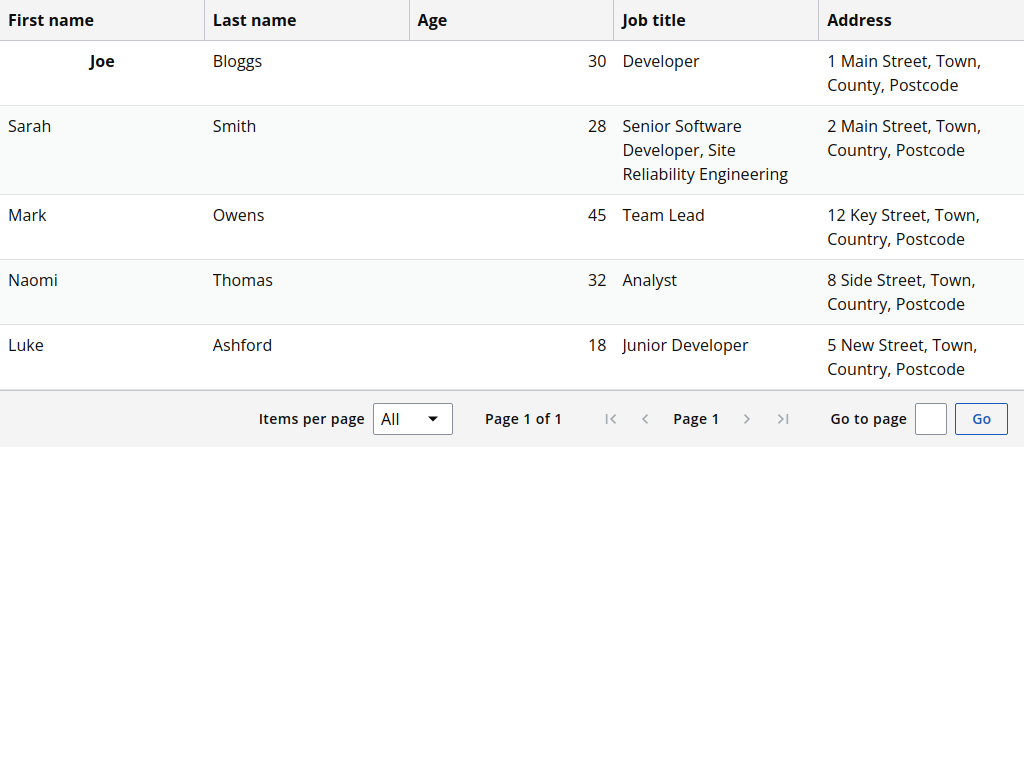 First name Last name Age Job title Address
Joe Bloggs 30 Developer 1 Main Street, Town,
County, Postcode
Sarah Smith 28 Senior Software 2 Main Street, Town,
Developer, Site Country, Postcode
Reliability Engineering
Mark Owens 45 Team Lead 12 Key Street, Town,
Country, Postcode
Naomi Thomas 32 Analyst 8 Side Street, Town,
Country, Postcode
Luke Ashford 18 Junior Developer 5 New Street, Town,
Country, Postcode
Items per page All Page 1 of 1 Page 1 Go to page Go